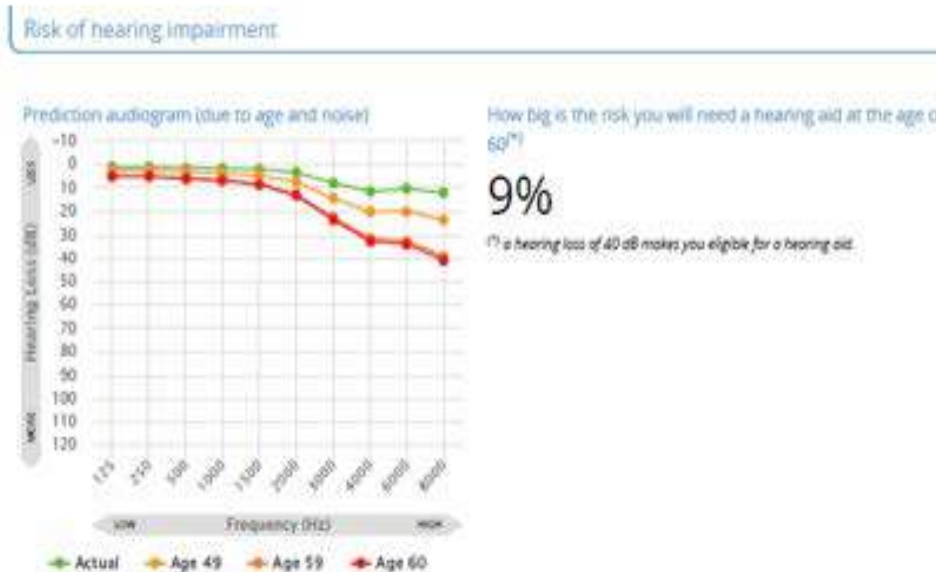 Risk of hearing impairment
Prediction audiogram (due to age and noise)
How big is the risk you will need a hearing aid at the age
60(*)
9%
(*) a hearing loss of 40 dB makes you eligible for a hearing aid.
LESS
Hearing Loss (dB)
MORE
-10
0
10
20
30
40
50
60
70
80
90
100
110
120
125
250
500
1000
1500
2000
3000
4000
6000
8000
LOW
Frequency (Hz)
HIGH
Actual
Age 49
Age 59
Age 60